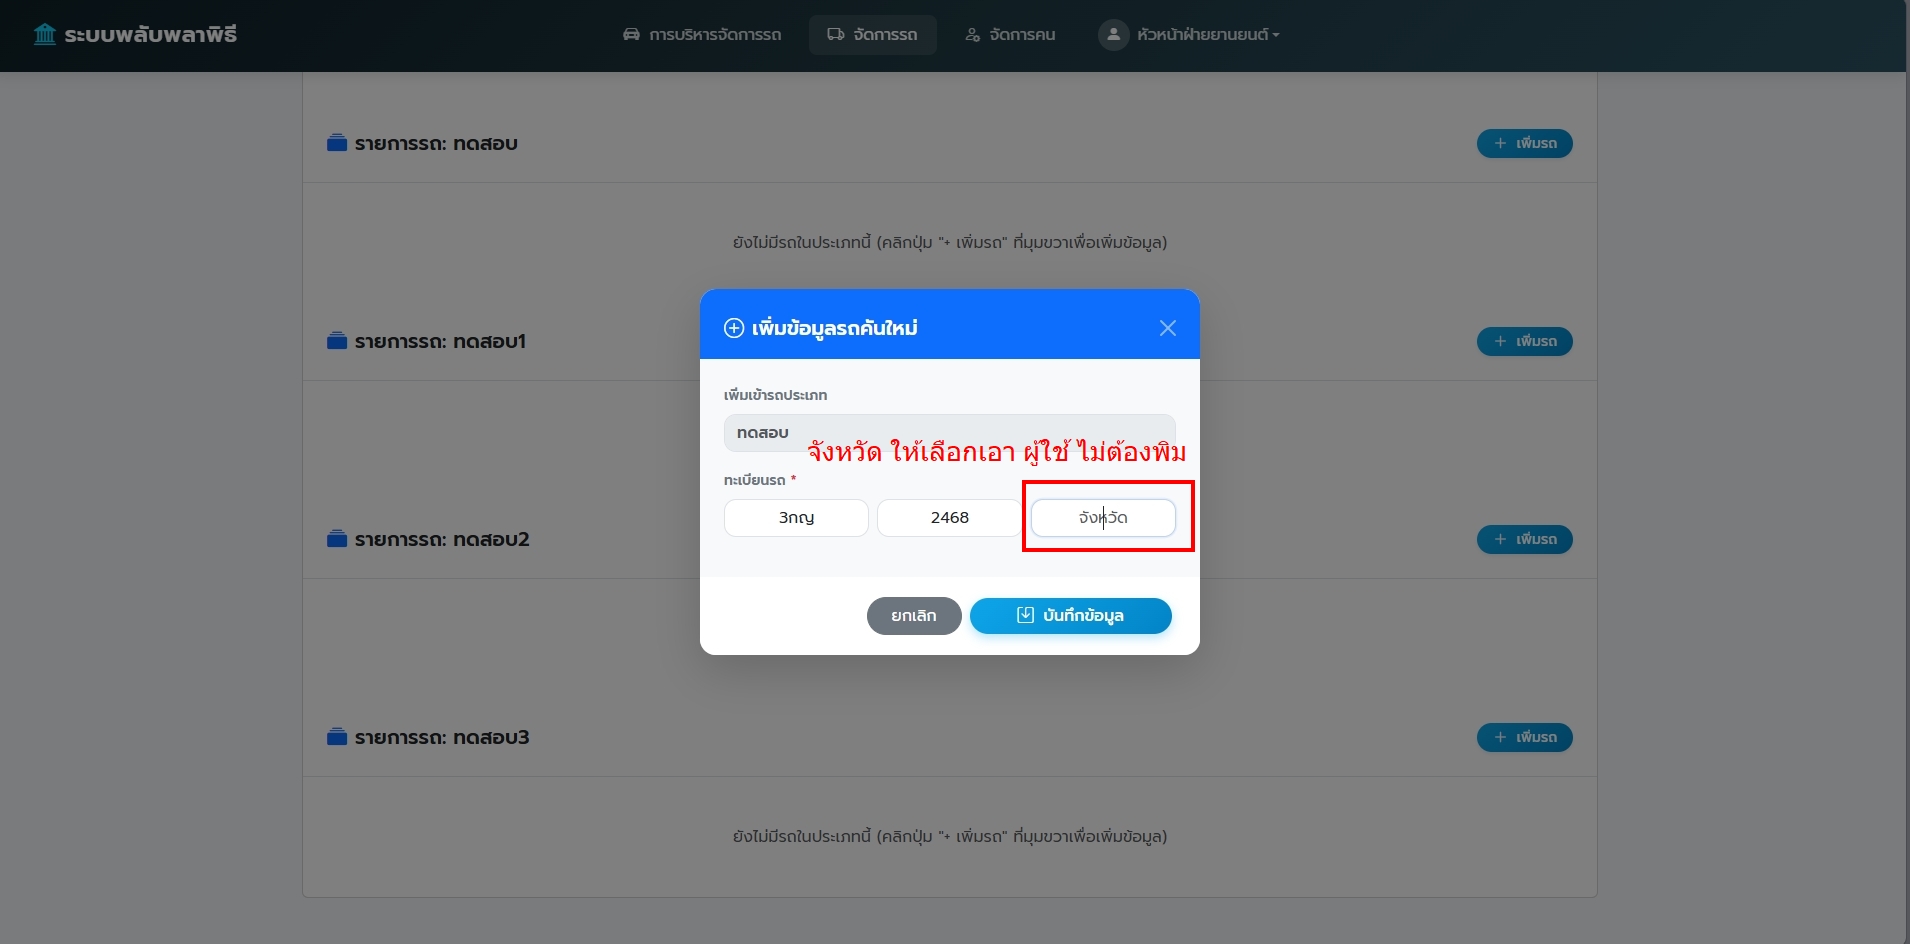 ระบบพลับพลาพิธี
การบริหารจัดการรถ
จัดการรถ
จัดการคน
หัวหน้าฝ่ายยานยนต์
รายการรถ: ทดสอบ
+ เพิ่มรถ
ยังไม่มีรถในประเภทนี้ (คลิกปุ่ม "+ เพิ่มรถ" ที่มุมขวาเพื่อเพิ่มข้อมูล)
รายการรถ: ทดสอบ1
+ เพิ่มรถ
เพิ่มข้อมูลรถคันใหม่
เพิ่มเข้ารถประเภท
ทดสอบ
จังหวัด ให้เลือกเอา ผู้ใช้ ไม่ต้องพิม
ทะเบียนรถ *
3กญ
2468
จังหวัด
รายการรถ: ทดสอบ2
+ เพิ่มรถ
ยกเลิก
บันทึกข้อมูล
รายการรถ: ทดสอบ3
+ เพิ่มรถ
ยังไม่มีรถในประเภทนี้ (คลิกปุ่ม "+ เพิ่มรถ" ที่มุมขวาเพื่อเพิ่มข้อมูล)